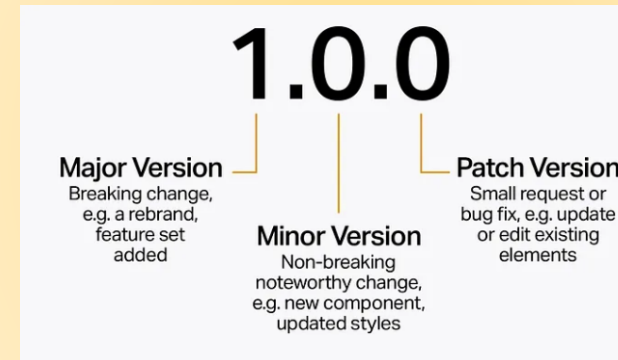 1.0.0
Major Version
Breaking change,
e.g. a rebrand,
feature set
added
Minor Version
Non-breaking
noteworthy change,
e.g. new component,
updated styles
Patch Version
Small request or
bug fix, e.g. update
or edit existing
elements